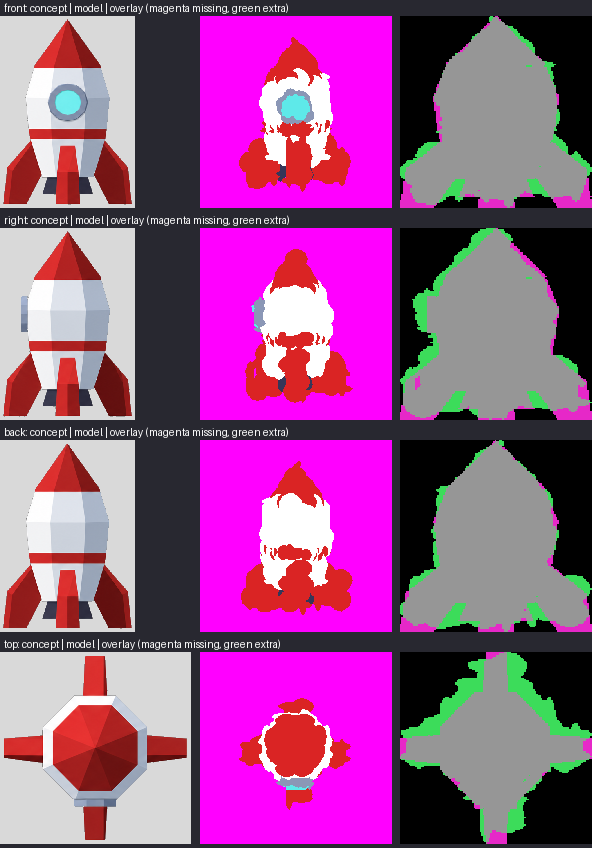 front: concept | model | overlay (magenta missing, green extra)
right: concept | model | overlay (magenta missing, green extra)
back: concept | model | overlay (magenta missing, green extra)
top: concept | model | overlay (magenta missing, green extra)